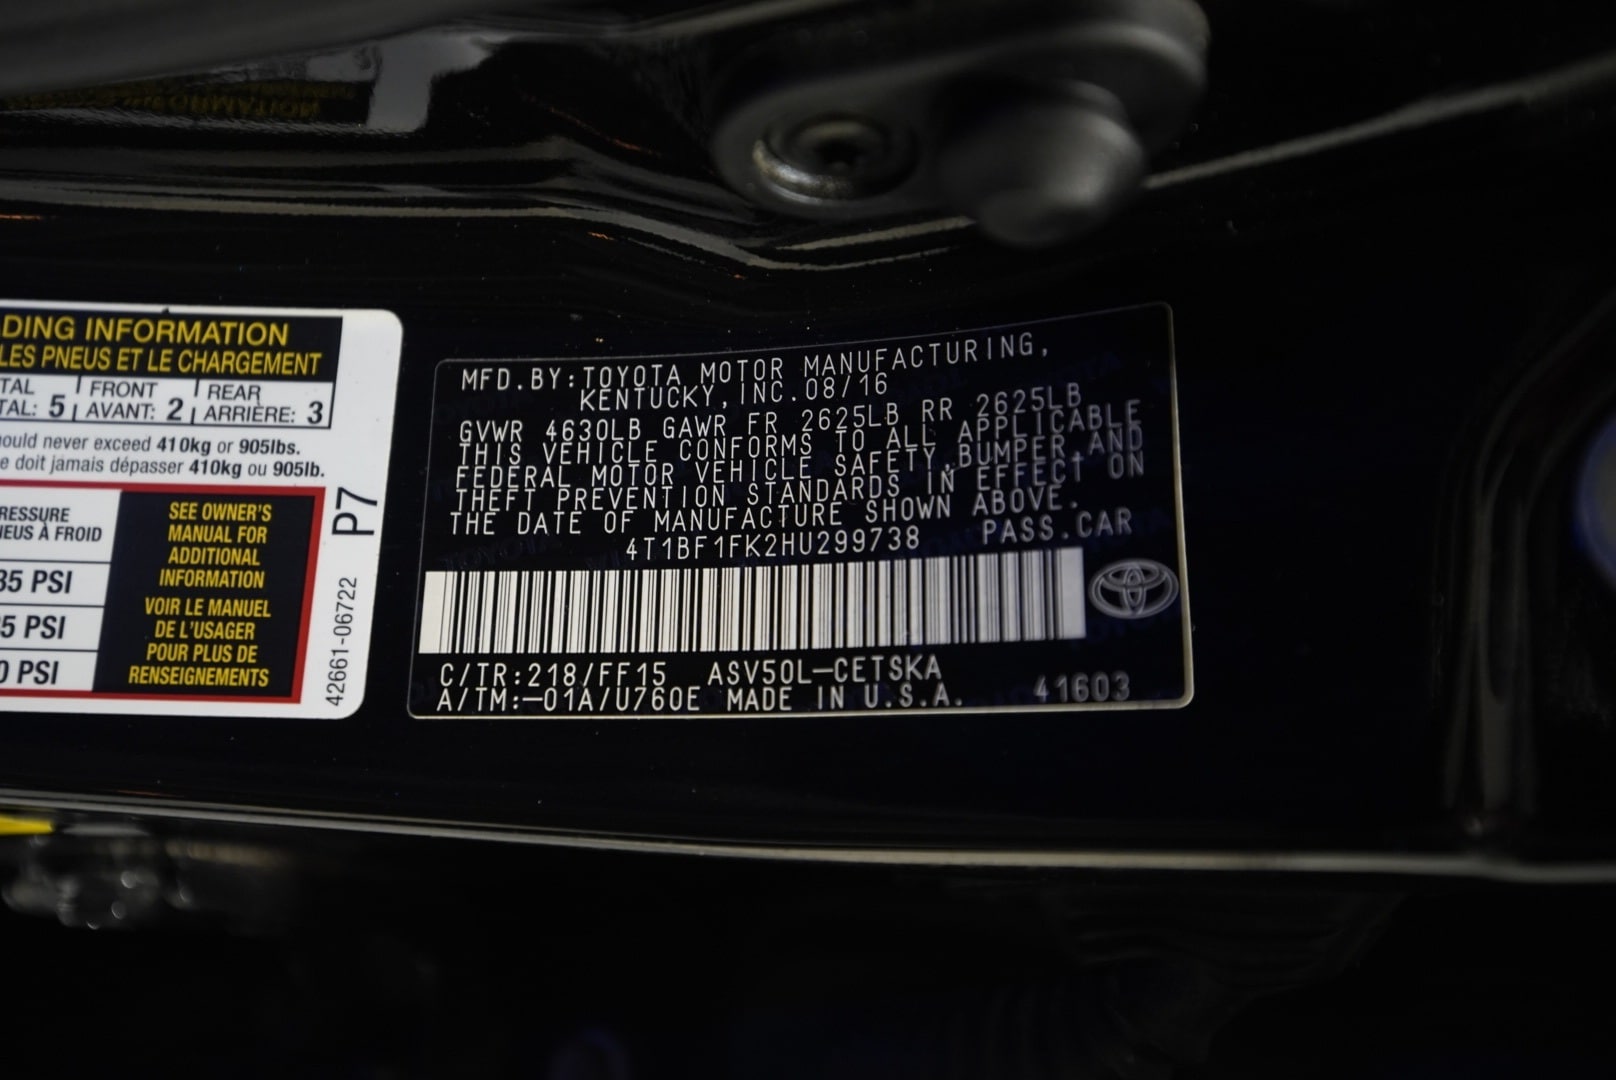 DING INFORMATION
LES PNEUS ET LE CHARGEMENT
TAL FRONT REAR
TAL: 5 AVANT: 2 ARRIÈRE: 3
ould never exceed 410kg or 905lbs.
e doit jamais dépasser 410kg ou 905lb.
RESSURE
NEUS À FROID
35 PSI
35 PSI
0 PSI
SEE OWNER'S
MANUAL FOR
ADDITIONAL
INFORMATION
VOIR LE MANUEL
DE L'USAGER
POUR PLUS DE
RENSEIGNEMENTS
P7
42661-06722
MFD.BY:TOYOTA MOTOR MANUFACTURING,
KENTUCKY,INC.08/16
GVWR 4630LB GAWR FR 2625LB RR 2625LB
THIS VEHICLE CONFORMS TO ALL APPLICABLE
FEDERAL MOTOR VEHICLE SAFETY,BUMPER,AND
THEFT PREVENTION STANDARDS IN EFFECT ON
THE DATE OF MANUFACTURE SHOWN ABOVE.
4T1BF1FK2HU299738 PASS.CAR
C/TR:218/FF15 ASV50L-CETSKA
A/TM:-01A/U760E MADE IN U.S.A. 41603